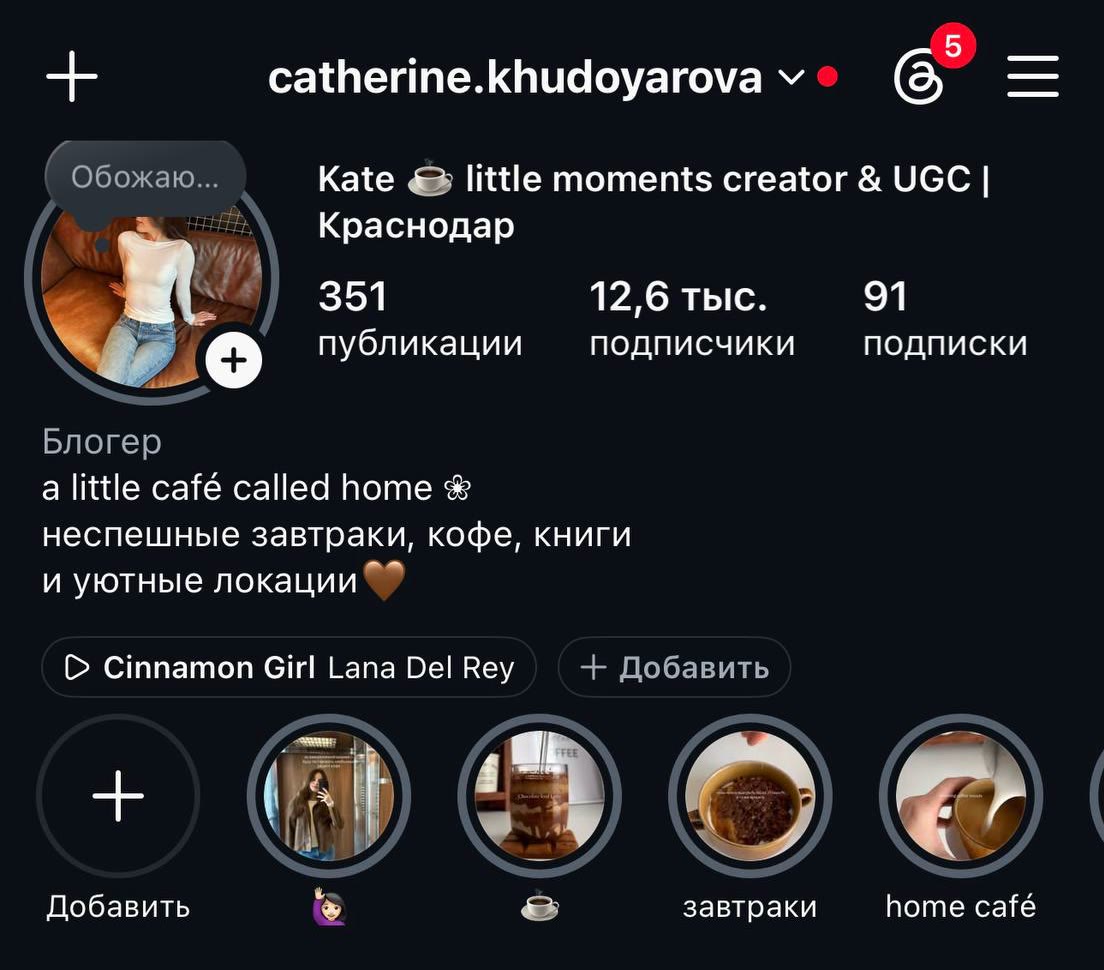 catherine.khudoyarova
5
Обожаю...
Kate ☕ little moments creator & UGC |
Краснодар
351 12,6 тыс. 91
публикации подписчики подписки
Блогер
a little café called home ❀
неспешные завтраки, кофе, книги
и уютные локации🤎
Cinnamon Girl Lana Del Rey + Добавить
Добавить 🙋🏻‍♀️ ☕ завтраки home café